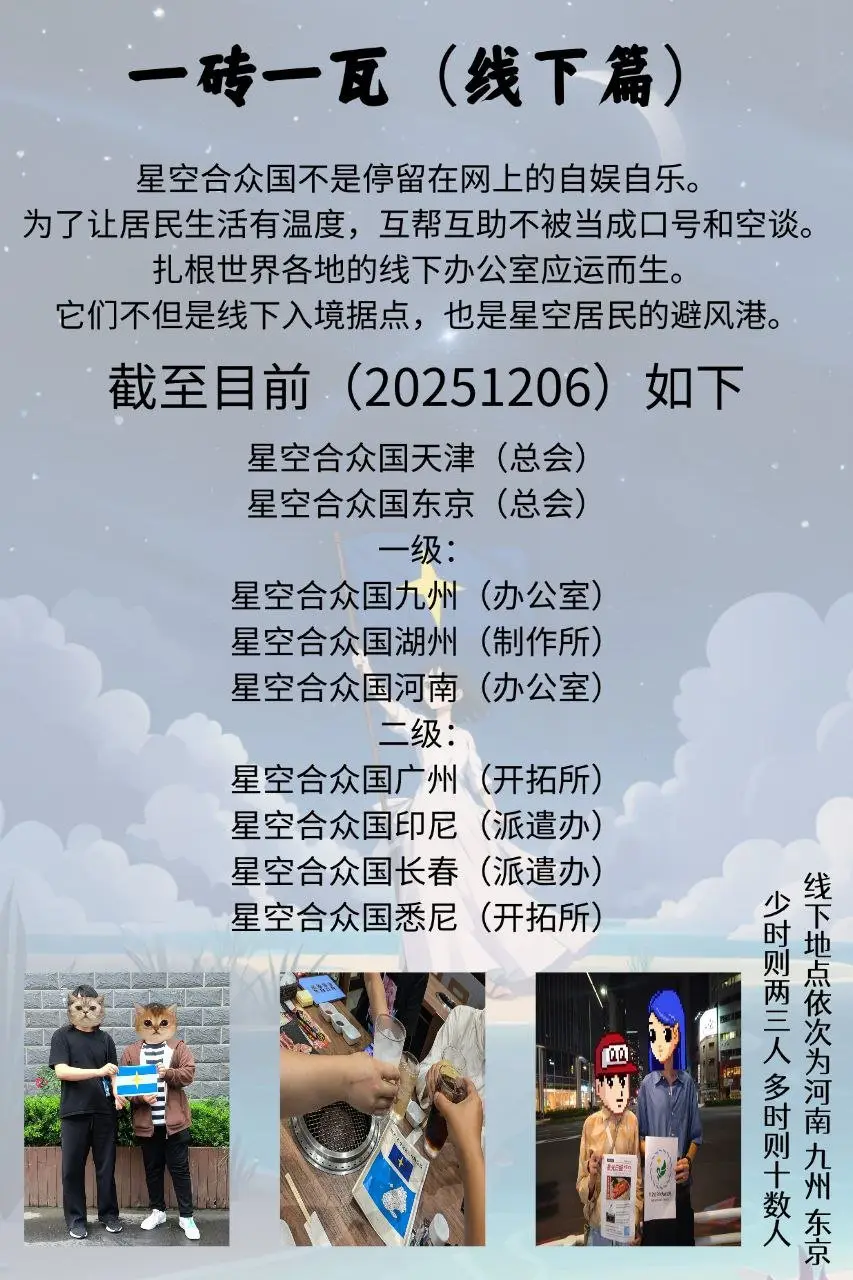 一砖一瓦（线下篇）
星空合众国不是停留在网上的自娱自乐。
为了让居民生活有温度，互帮互助不被当成口号和空谈。
扎根世界各地的线下办公室应运而生。
它们不但是线下入境据点，也是星空居民的避风港。
截至目前（20251206）如下
星空合众国天津（总会）
星空合众国东京（总会）
一级：
星空合众国九州（办公室）
星空合众国湖州（制作所）
星空合众国河南（办公室）
二级：
星空合众国广州（开拓所）
星空合众国印尼（派遣办）
星空合众国长春（派遣办）
星空合众国悉尼（开拓所）
线下地点依次为河南 九州 东京
少时则两三人 多时则十数人